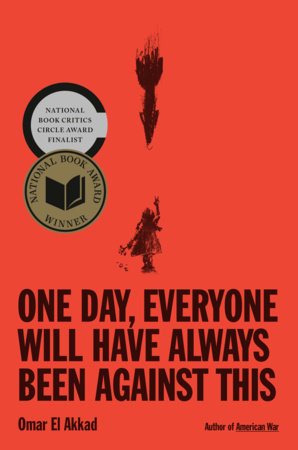 NATIONAL
BOOK CRITICS
CIRCLE AWARD
FINALIST
NATIONAL BOOK AWARD
WINNER
ONE DAY, EVERYONE
WILL HAVE ALWAYS
BEEN AGAINST THIS
Omar El Akkad
Author of American War